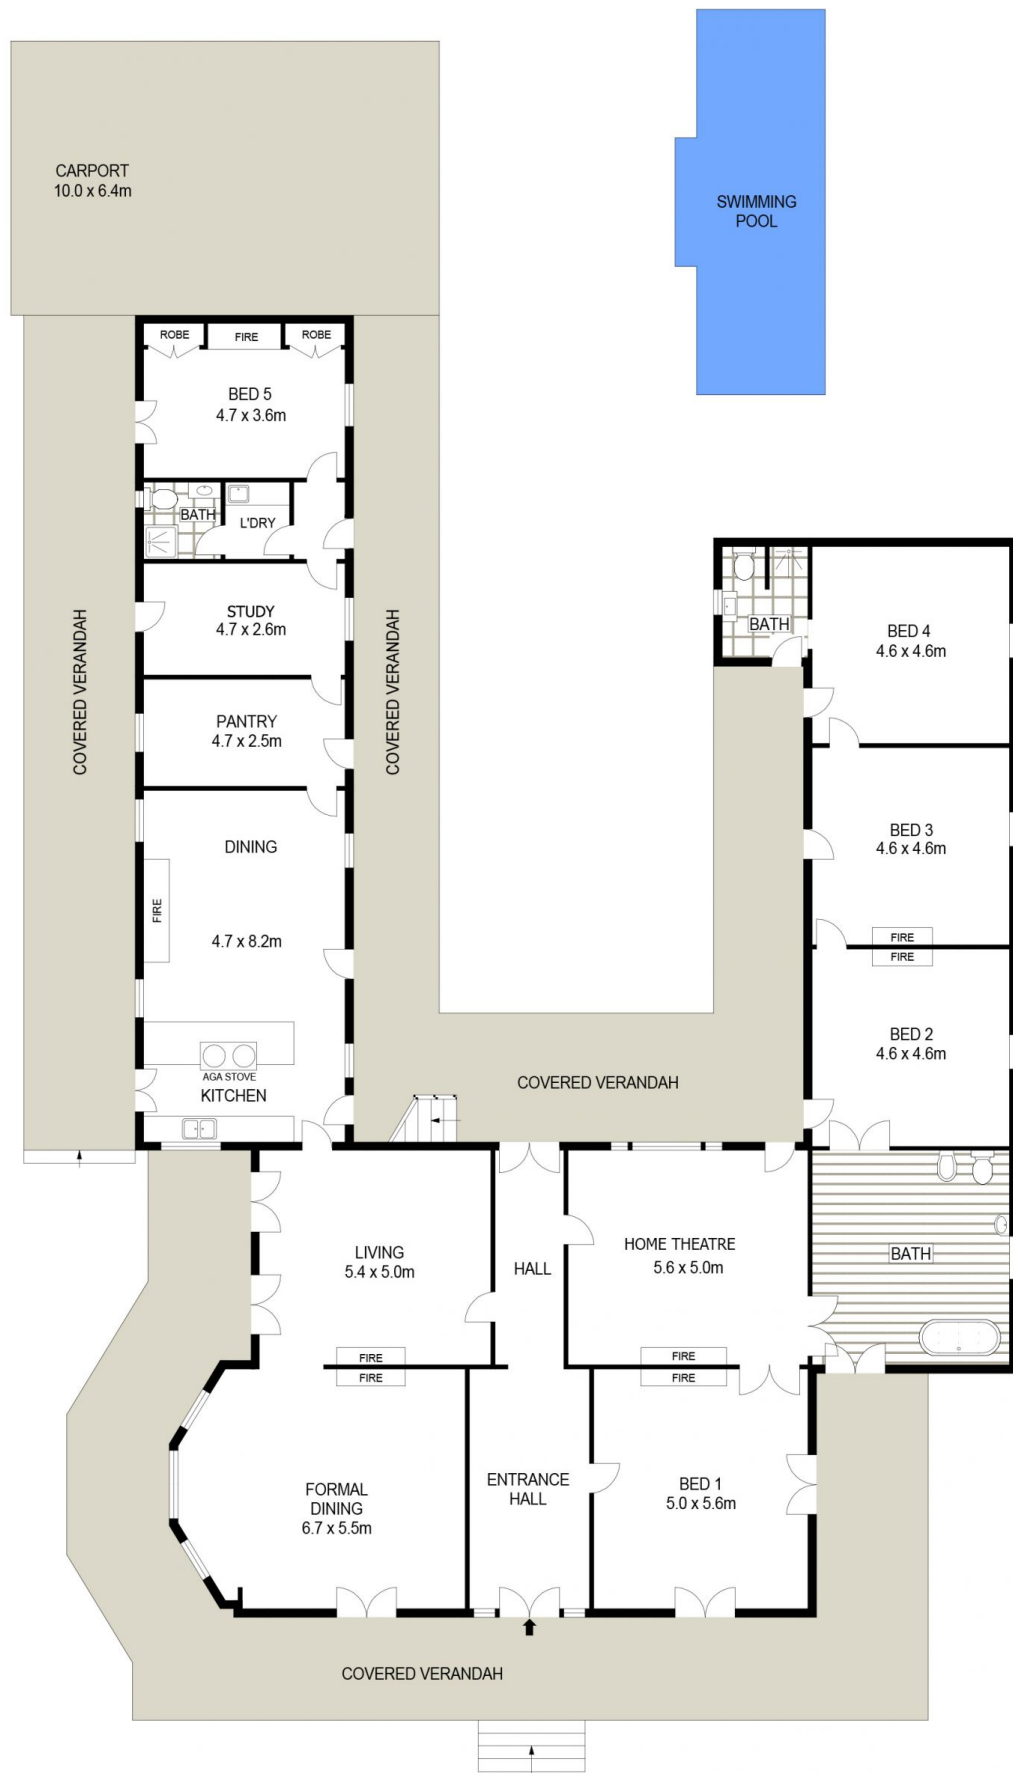 CARPORT
10.0 x 6.4m
SWIMMING
POOL
ROBE
FIRE
ROBE
BED 5
4.7 x 3.6m
BATH
L'DRY
STUDY
4.7 x 2.6m
COVERED VERANDAH
COVERED VERANDAH
PANTRY
4.7 x 2.5m
DINING
FIRE
4.7 x 8.2m
AGA STOVE
KITCHEN
BATH
BED 4
4.6 x 4.6m
BED 3
4.6 x 4.6m
FIRE
FIRE
BED 2
4.6 x 4.6m
COVERED VERANDAH
LIVING
5.4 x 5.0m
HALL
HOME THEATRE
5.6 x 5.0m
BATH
FIRE
FIRE
FIRE
FIRE
FORMAL
DINING
6.7 x 5.5m
ENTRANCE
HALL
BED 1
5.0 x 5.6m
COVERED VERANDAH